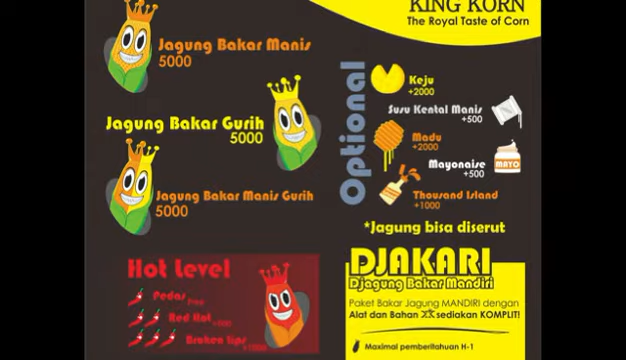 KING KORN
The Royal Taste of Corn
Jagung Bakar Manis
5000
Jagung Bakar Gurih
5000
Jagung Bakar Manis Gurih
5000
Optional
Keju
+2000
Susu Kental Manis
+500
Madu
+2000
Mayonaise
+500
MAYO
Thousand Island
+1000
*Jagung bisa diserut
Hot Level
Pedas Free
Red Hot +500
Broken Lips +1000
DJAKARI
Djagung Bakar Mandiri
Paket Bakar Jagung MANDIRI dengan
Alat dan Bahan sediakan KOMPLIT!
Maximal pemberitahuan H-1